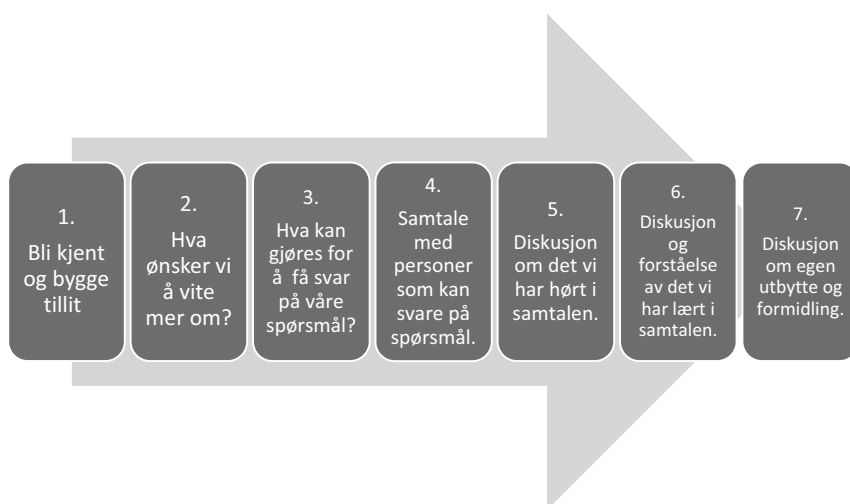 1.
Bli kjent
og bygge
tillit
2.
Hva
ønsker vi
å vite
mer om?
3.
Hva kan
gjøres for
å  få svar
på våre
spørsmål?
4.
Samtale
med
personer
som kan
svare på
spørsmål.
5.
Diskusjon
om det vi
har hørt i
samtalen.
6.
Diskusjon
og
forståelse
av det vi
har lært i
samtalen.
7.
Diskusjon
om egen
utbytte og
formidling.